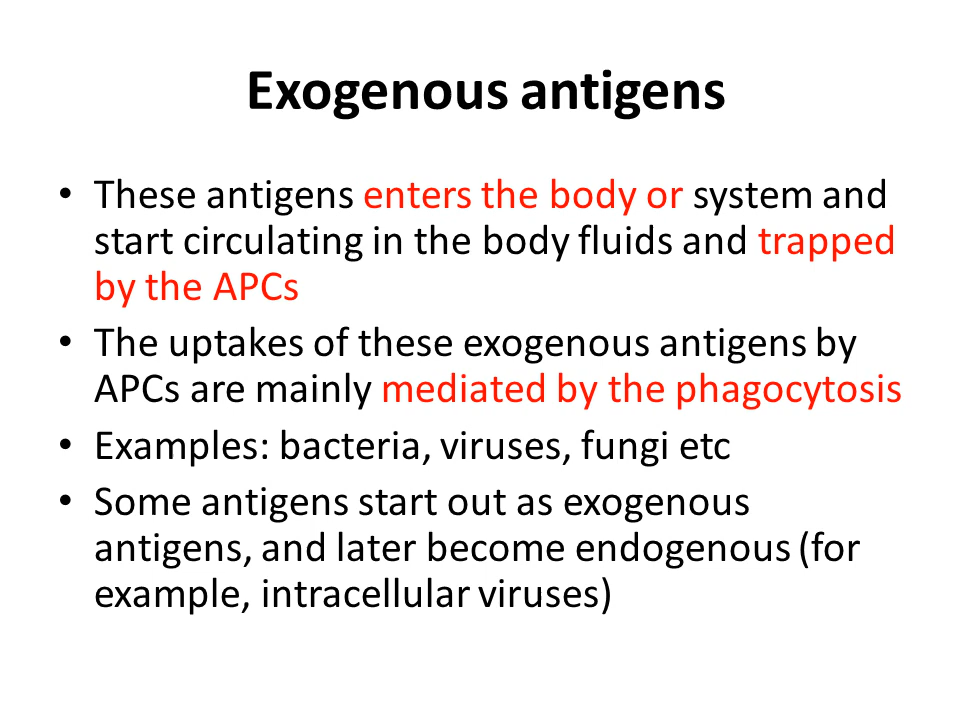 Exogenous antigens
• These antigens enters the body or system and
start circulating in the body fluids and trapped
by the APCs
• The uptakes of these exogenous antigens by
APCs are mainly mediated by the phagocytosis
• Examples: bacteria, viruses, fungi etc
• Some antigens start out as exogenous
antigens, and later become endogenous (for
example, intracellular viruses)